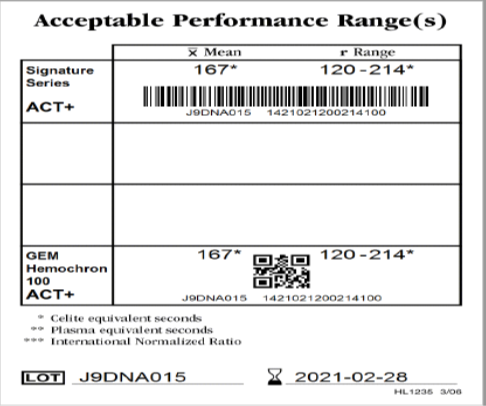 Acceptable Performance Range(s)
x̄ Mean r Range
Signature Series 167* 120-214*
ACT+
J9DNA015 1421021200214100
GEM Hemochron 100 167* 120-214*
ACT+ J9DNA015 1421021200214100
* Celite equivalent seconds
** Plasma equivalent seconds
*** International Normalized Ratio
LOT J9DNA015 2021-02-28
HL1235 3/06